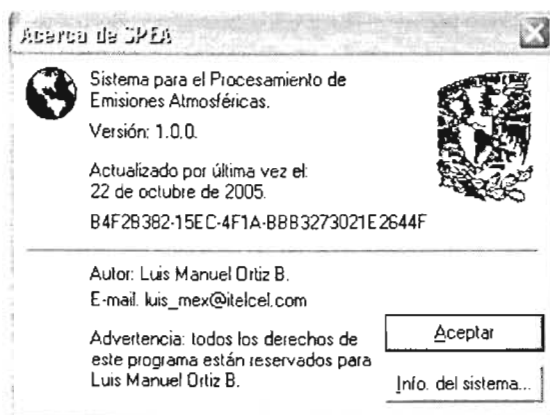 Acerca de SPEA
Sistema para el Procesamiento de
Emisiones Atmosféricas.
Versión: 1.0.0.
Actualizado por última vez el:
22 de octubre de 2005.
B4F2B382-15EC-4F1A-BBB3273021E2644F
Autor: Luis Manuel Ortiz B.
E-mail. luis_mex@itelcel.com
Advertencia: todos los derechos de
este programa están reservados para
Luis Manuel Ortiz B.
Aceptar
Info. del sistema...